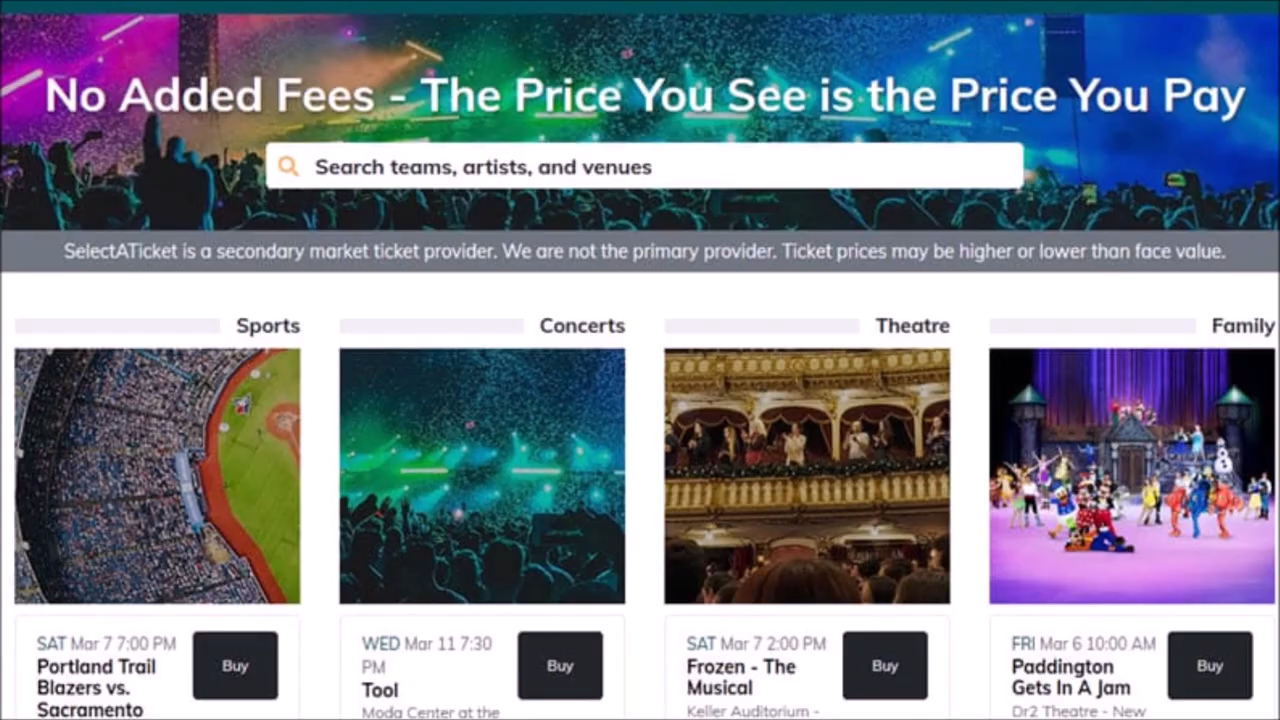 No Added Fees - The Price You See is the Price You Pay
Search teams, artists, and venues
SelectATicket is a secondary market ticket provider. We are not the primary provider. Ticket prices may be higher or lower than face value.
Sports
Concerts
Theatre
Family
SAT Mar 7 7:00 PM
Portland Trail
Blazers vs.
Sacramento
Buy
WED Mar 11 7:30
PM
Tool
Moda Center at the
Buy
SAT Mar 7 2:00 PM
Frozen - The
Musical
Keller Auditorium -
Buy
FRI Mar 6 10:00 AM
Paddington
Gets In A Jam
Dr2 Theatre - New
Buy